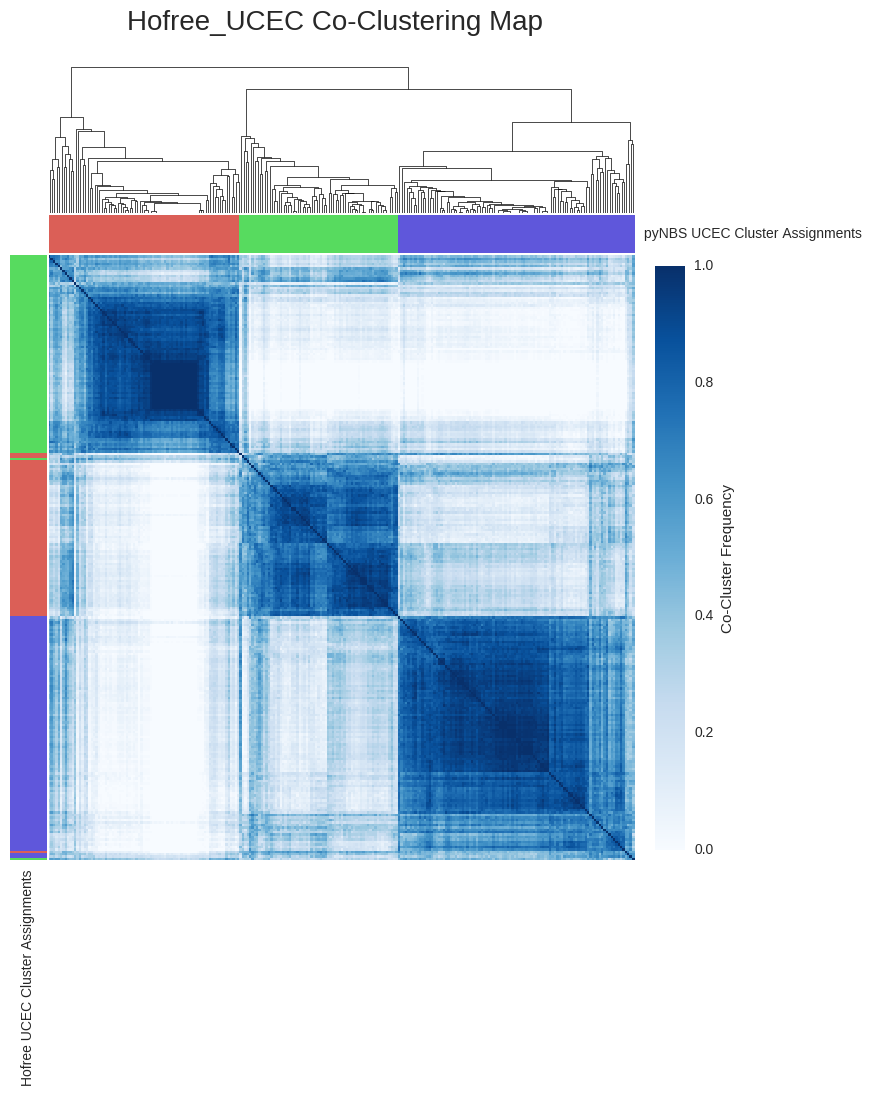 Hofree_UCEC Co-Clustering Map
pyNBS UCEC Cluster Assignments
1.0
0.8
0.6
0.4
0.2
0.0
Co-Cluster Frequency
Hofree UCEC Cluster Assignments